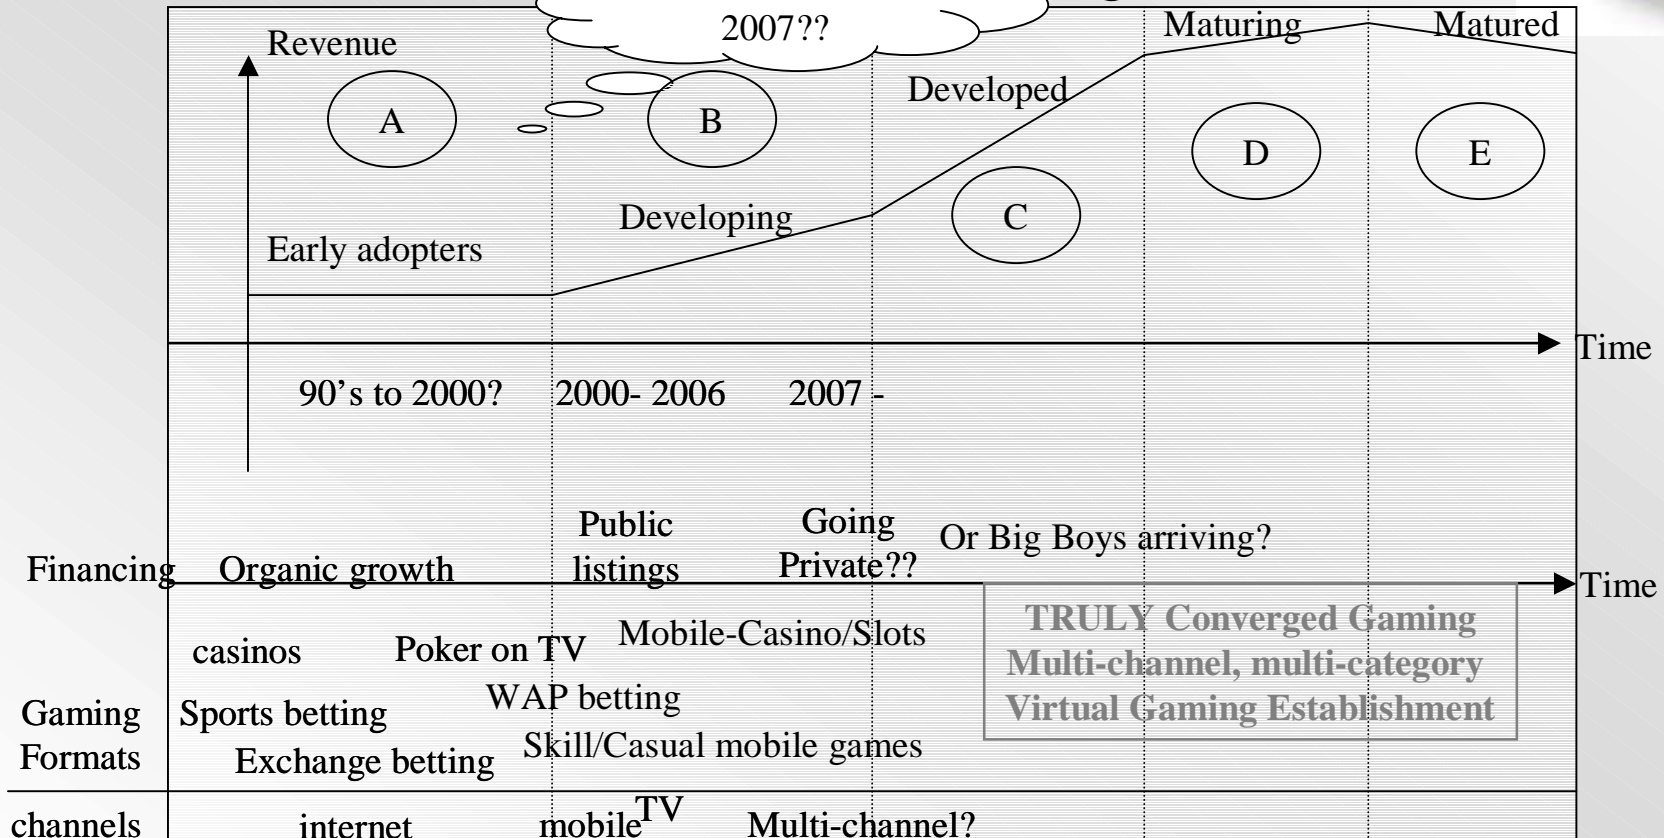 2007??
Maturing
Matured
Revenue
Developed
A
B
D
E
C
Developing
Early adopters
Time
90's to 2000?
2000- 2006
2007 -
Public
listings
Going
Private??
Or Big Boys arriving?
Financing
Organic growth
Time
TRULY Converged Gaming
Multi-channel, multi-category
Virtual Gaming Establishment
casinos
Poker on TV
Mobile-Casino/Slots
WAP betting
Gaming
Formats
Sports betting
Exchange betting
Skill/Casual mobile games
channels
internet
mobile
TV
Multi-channel?